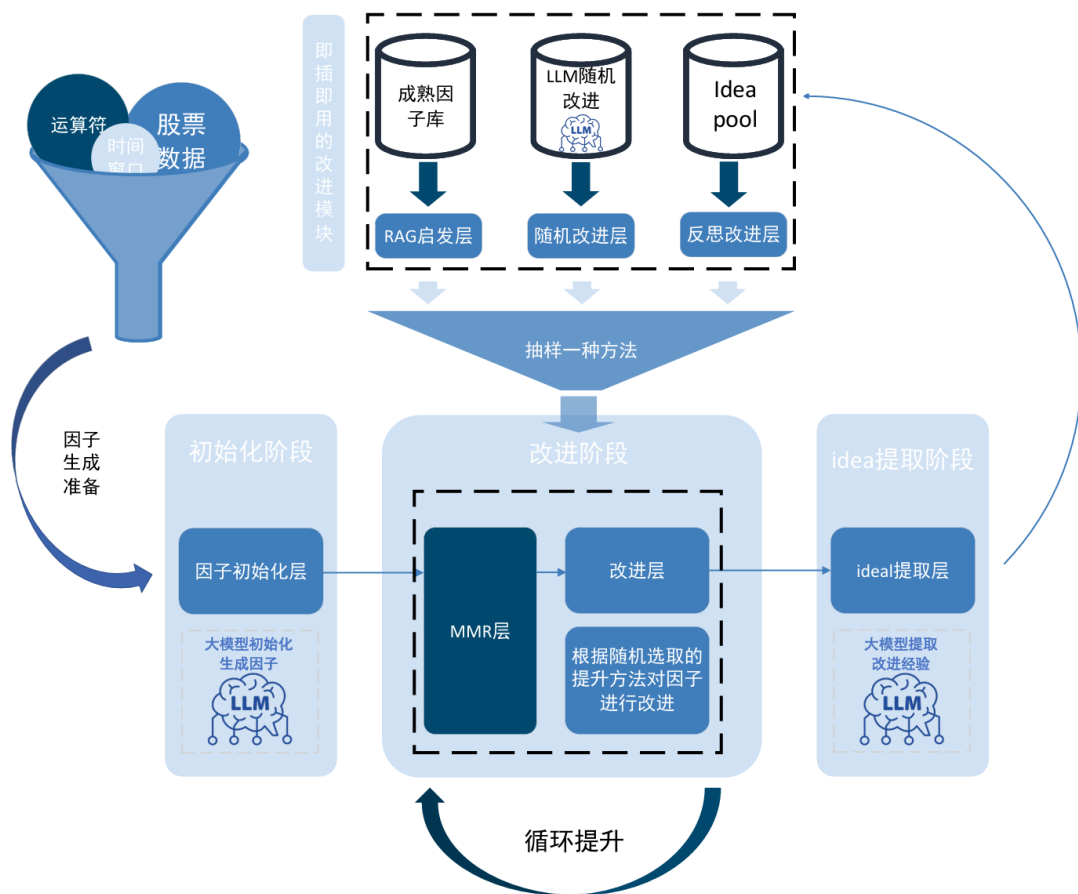 运算符
股票
数据
时间
窗口
即插即用的改进模块
成熟因
子库
LLM随机
改进
LLM
Idea
pool
RAG启发层
随机改进层
反思改进层
抽样一种方法
因子
生成
准备
初始化阶段
因子初始化层
大模型初始化
生成因子
LLM
改进阶段
MMR层
改进层
根据随机选取的
提升方法对因子
进行改进
idea提取阶段
ideal提取层
大模型提取
改进经验
LLM
循环提升